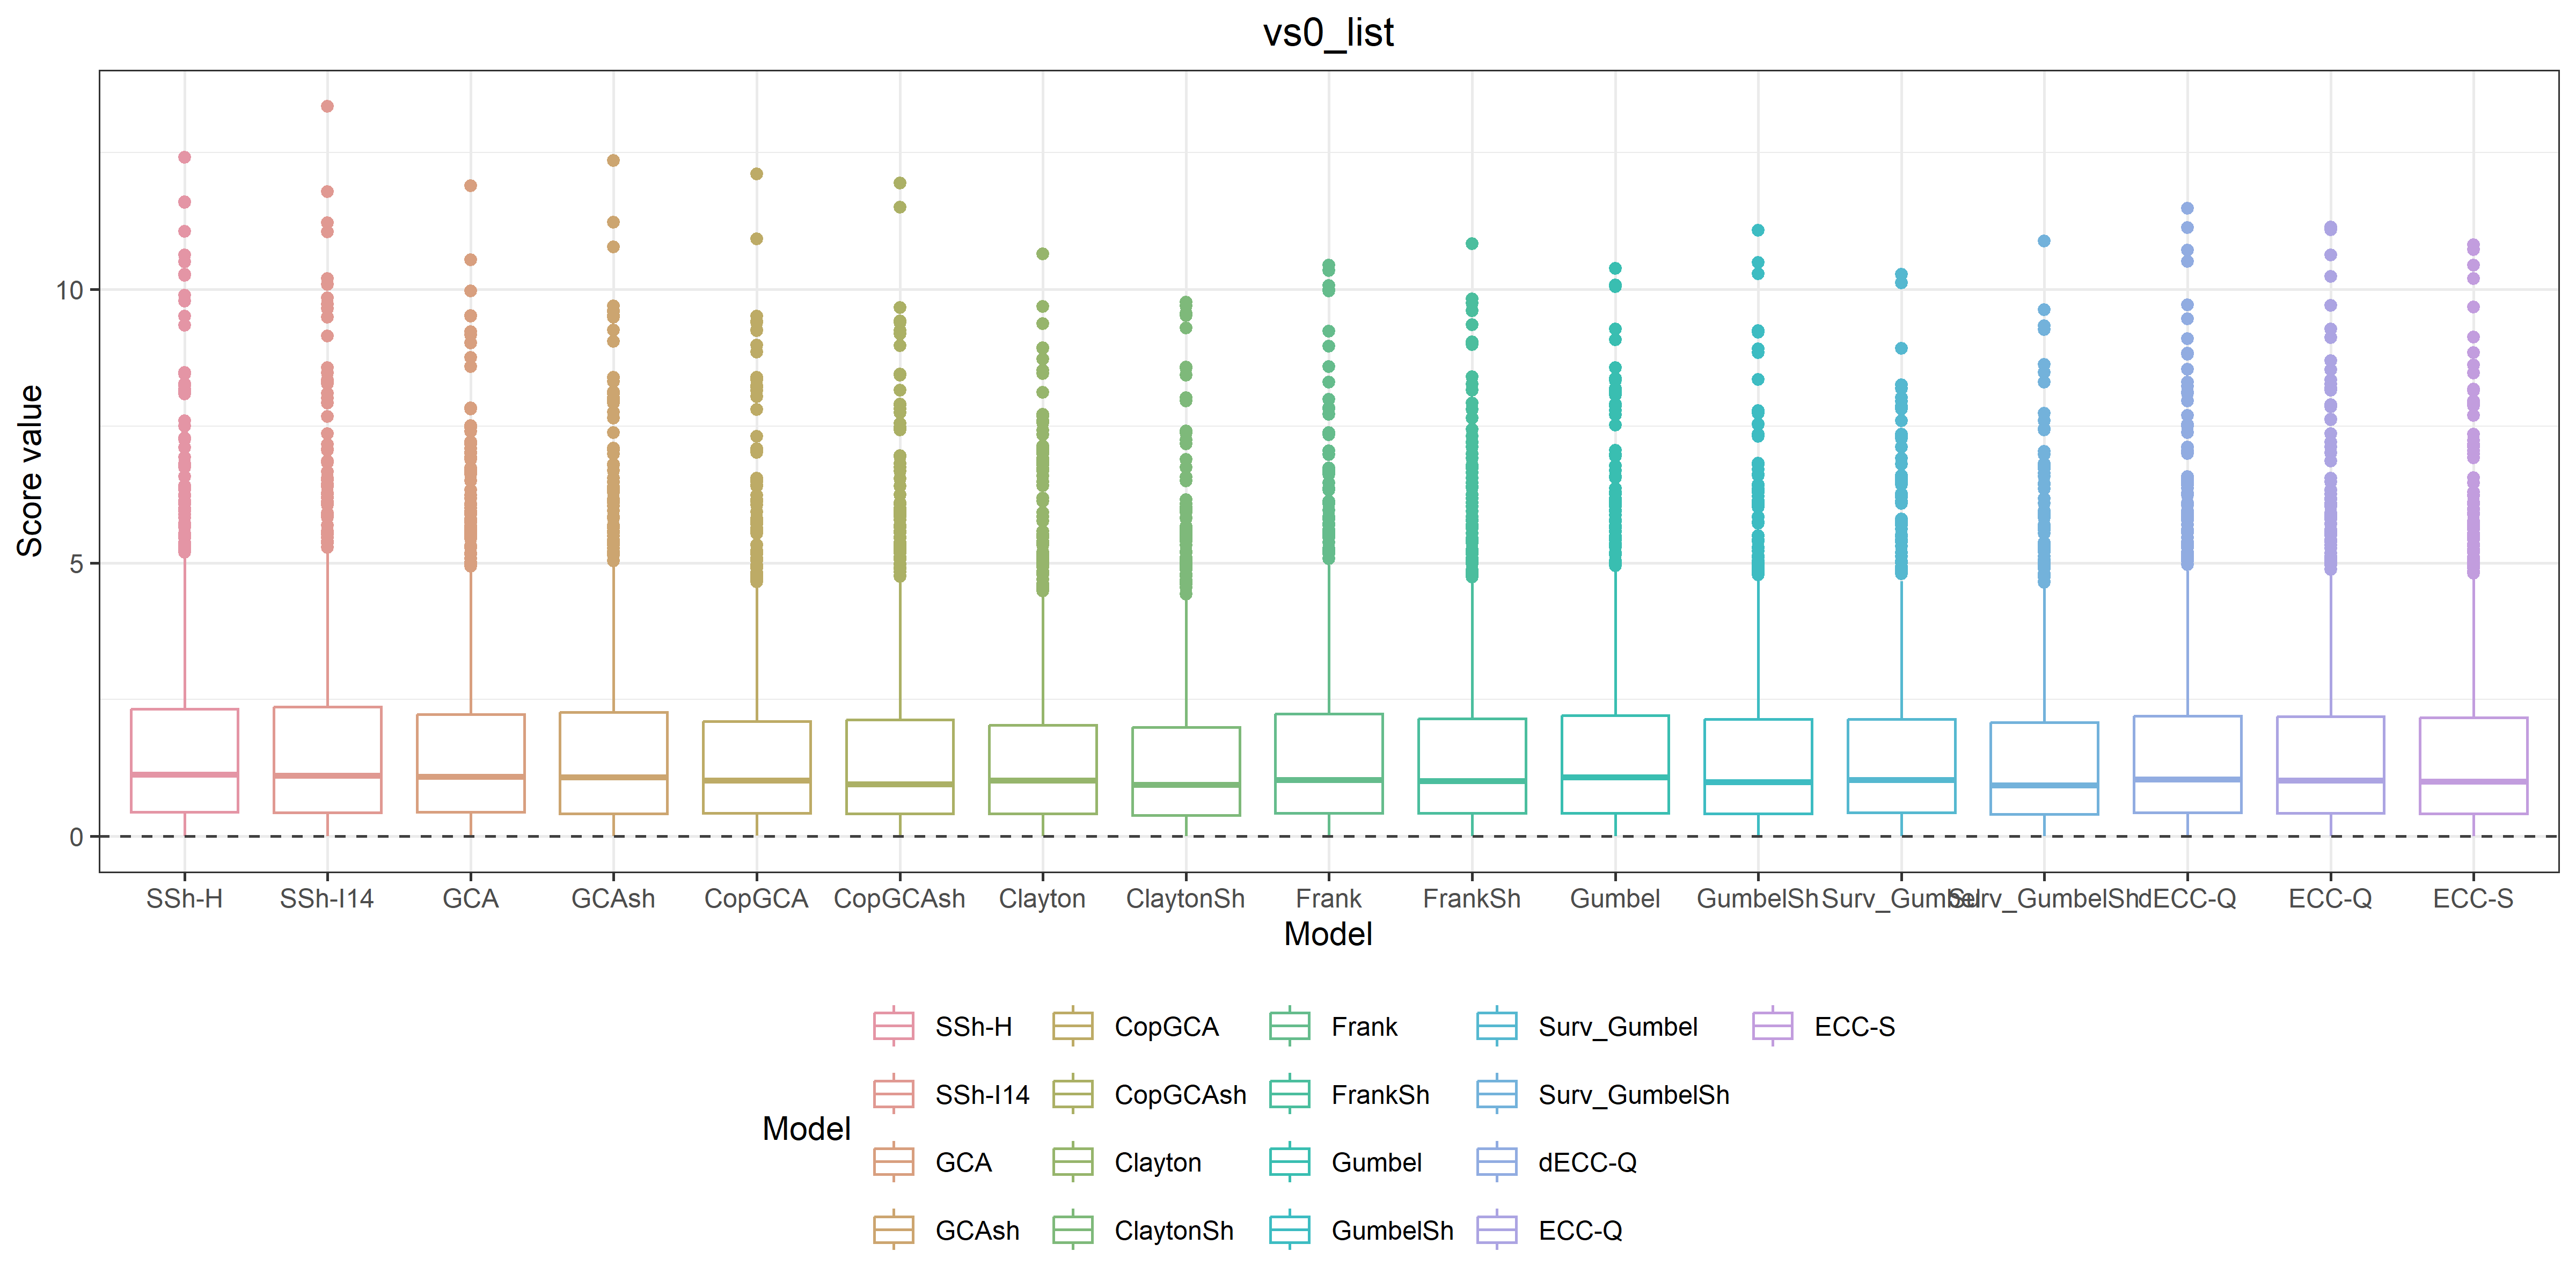 vs0_list
Score value
10
5
0
SSh-H SSh-I14 GCA GCAsh CopGCA CopGCAsh Clayton ClaytonSh Frank FrankSh Gumbel GumbelSh Surv_Gumbel Surv_GumbelSh dECC-Q ECC-Q ECC-S
Model
Model
SSh-H CopGCA Frank Surv_Gumbel ECC-S
SSh-I14 CopGCAsh FrankSh Surv_GumbelSh
GCA Clayton Gumbel dECC-Q
GCAsh ClaytonSh GumbelSh ECC-Q